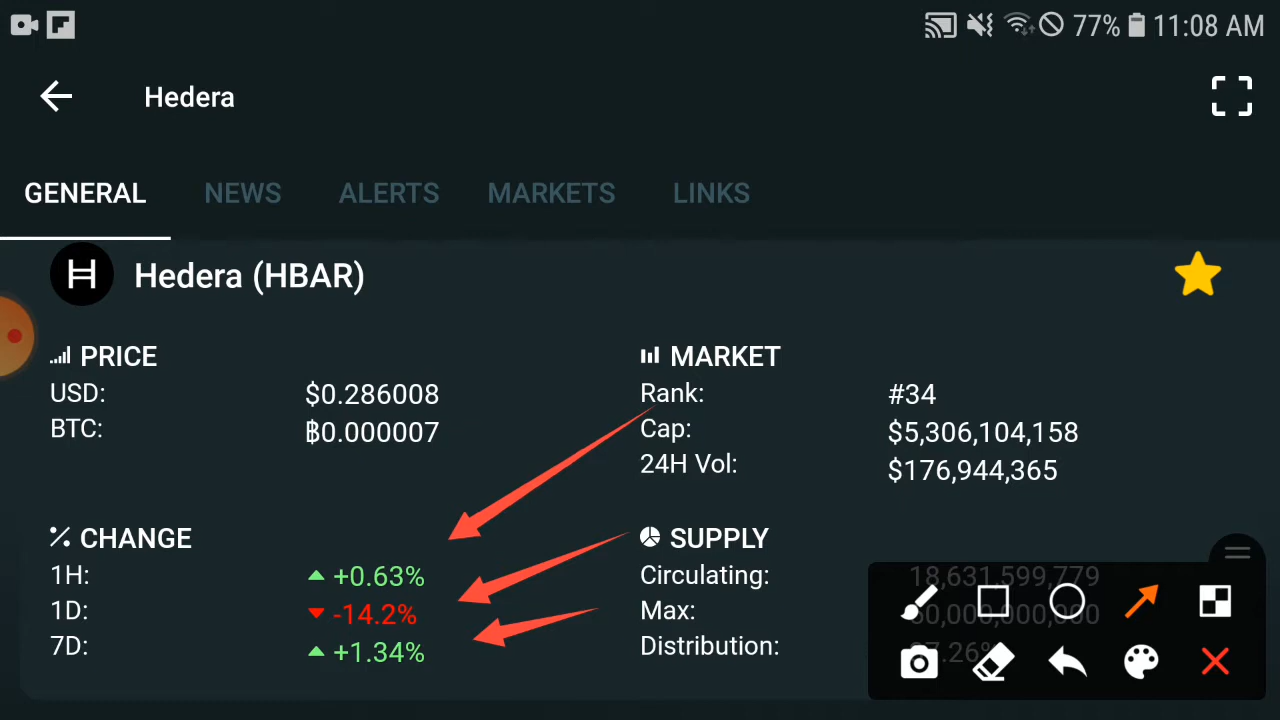 77% 11:08 AM
Hedera
GENERAL NEWS ALERTS MARKETS LINKS
Hedera (HBAR)
PRICE
USD: $0.286008
BTC: ฿0.000007
MARKET
Rank: #34
Cap: $5,306,104,158
24H Vol: $176,944,365
CHANGE
1H: +0.63%
1D: -14.2%
7D: +1.34%
SUPPLY
Circulating: 18,631,599,779
Max:
Distribution: